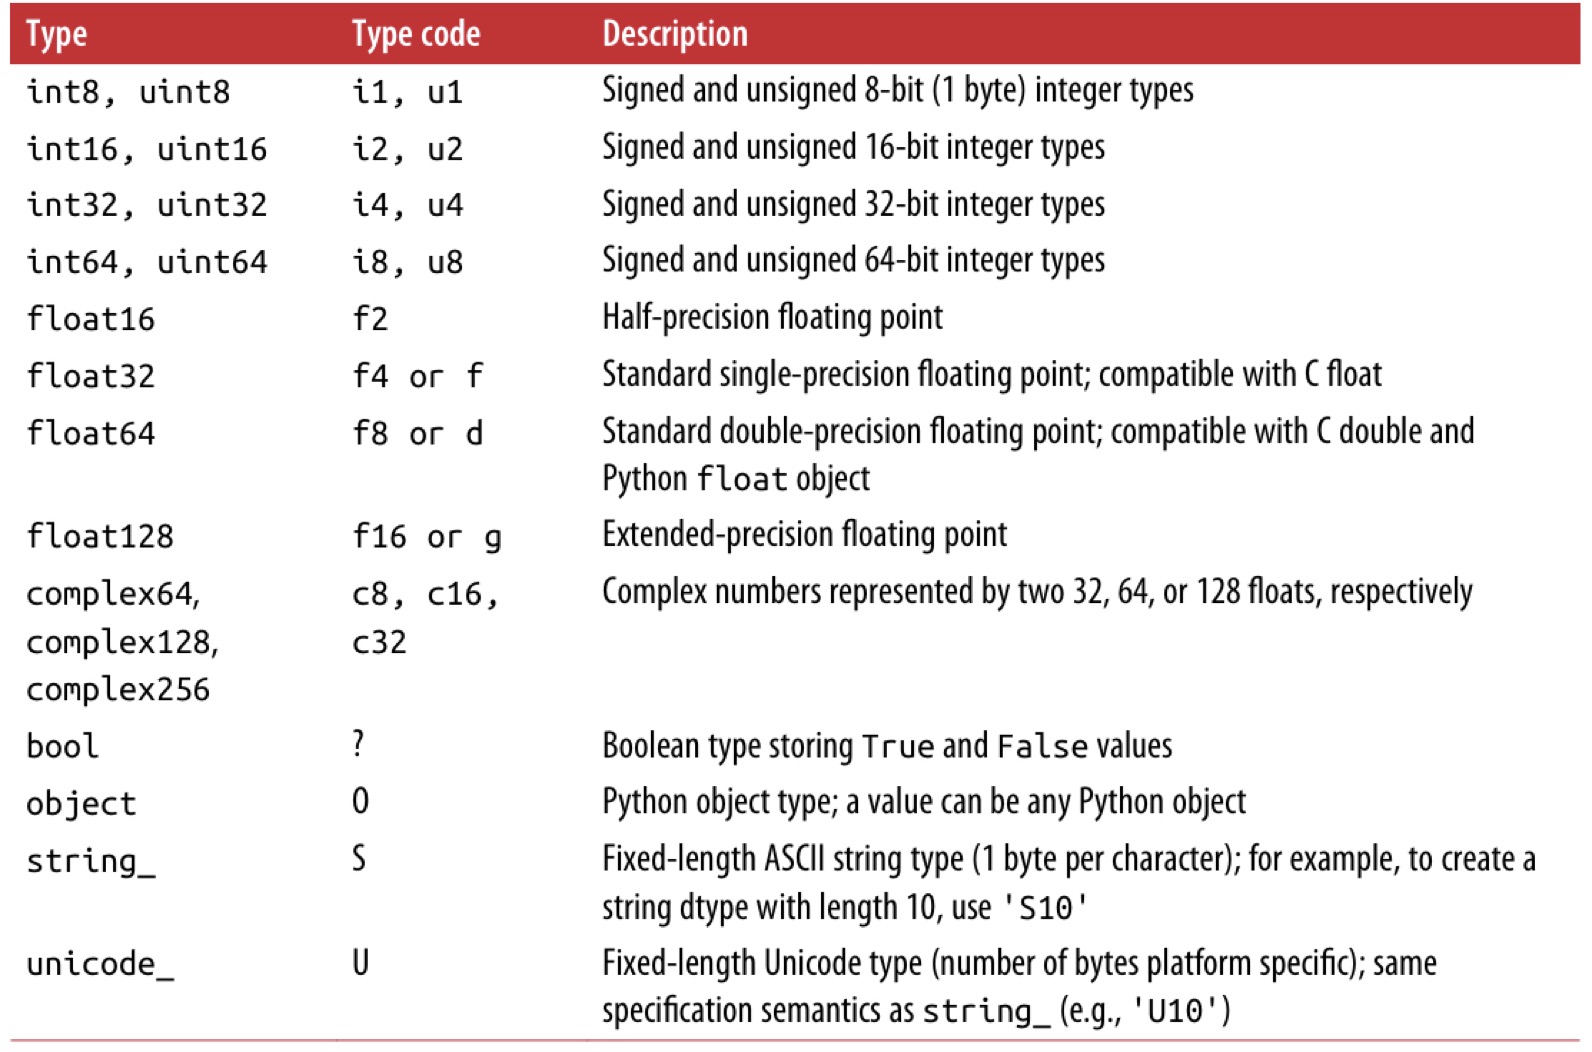 Type Type code Description
int8, uint8 i1, u1 Signed and unsigned 8-bit (1 byte) integer types
int16, uint16 i2, u2 Signed and unsigned 16-bit integer types
int32, uint32 i4, u4 Signed and unsigned 32-bit integer types
int64, uint64 i8, u8 Signed and unsigned 64-bit integer types
float16 f2 Half-precision floating point
float32 f4 or f Standard single-precision floating point; compatible with C float
float64 f8 or d Standard double-precision floating point; compatible with C double and
Python float object
float128 f16 or g Extended-precision floating point
complex64, c8, c16, Complex numbers represented by two 32, 64, or 128 floats, respectively
complex128, c32
complex256
bool ? Boolean type storing True and False values
object O Python object type; a value can be any Python object
string_ S Fixed-length ASCII string type (1 byte per character); for example, to create a
string dtype with length 10, use 'S10'
unicode_ U Fixed-length Unicode type (number of bytes platform specific); same
specification semantics as string_ (e.g., 'U10')